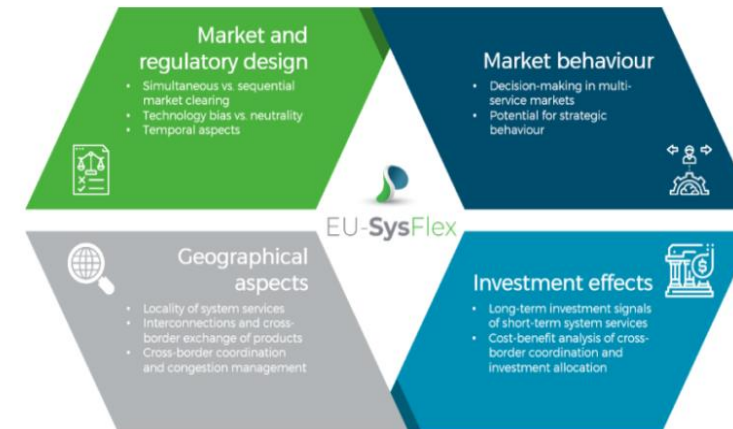 Market and
regulatory design
• Simultaneous vs. sequential
market clearing
• Technology bias vs. neutrality
• Temporal aspects
Market behaviour
• Decision-making in multi-
service markets
• Potential for strategic
behaviour
EU-SysFlex
Geographical
aspects
• Locality of system services
• Interconnections and cross-
border exchange of products
• Cross-border coordination
and congestion management
Investment effects
• Long-term investment signals
of short-term system services
• Cost-benefit analysis of cross-
border coordination and
investment allocation